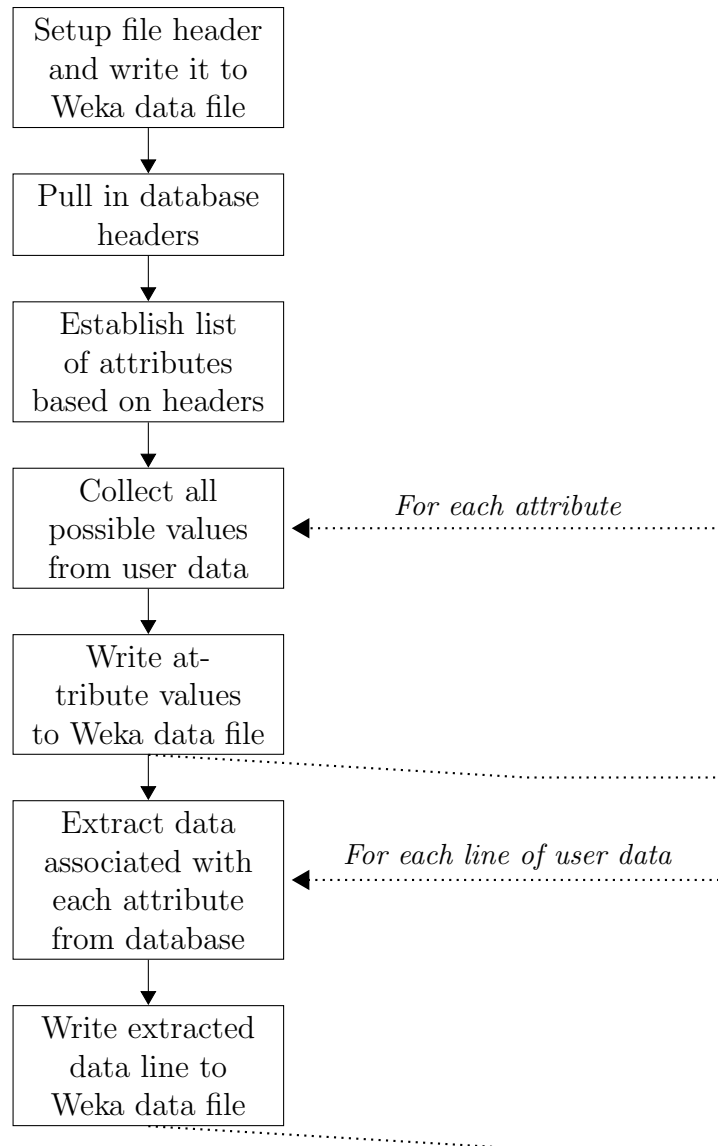 Setup file header
and write it to
Weka data file
Pull in database
headers
Establish list
of attributes
based on headers
Collect all
possible values
from user data
For each attribute
Write at-
tribute values
to Weka data file
Extract data
associated with
each attribute
from database
For each line of user data
Write extracted
data line to
Weka data file